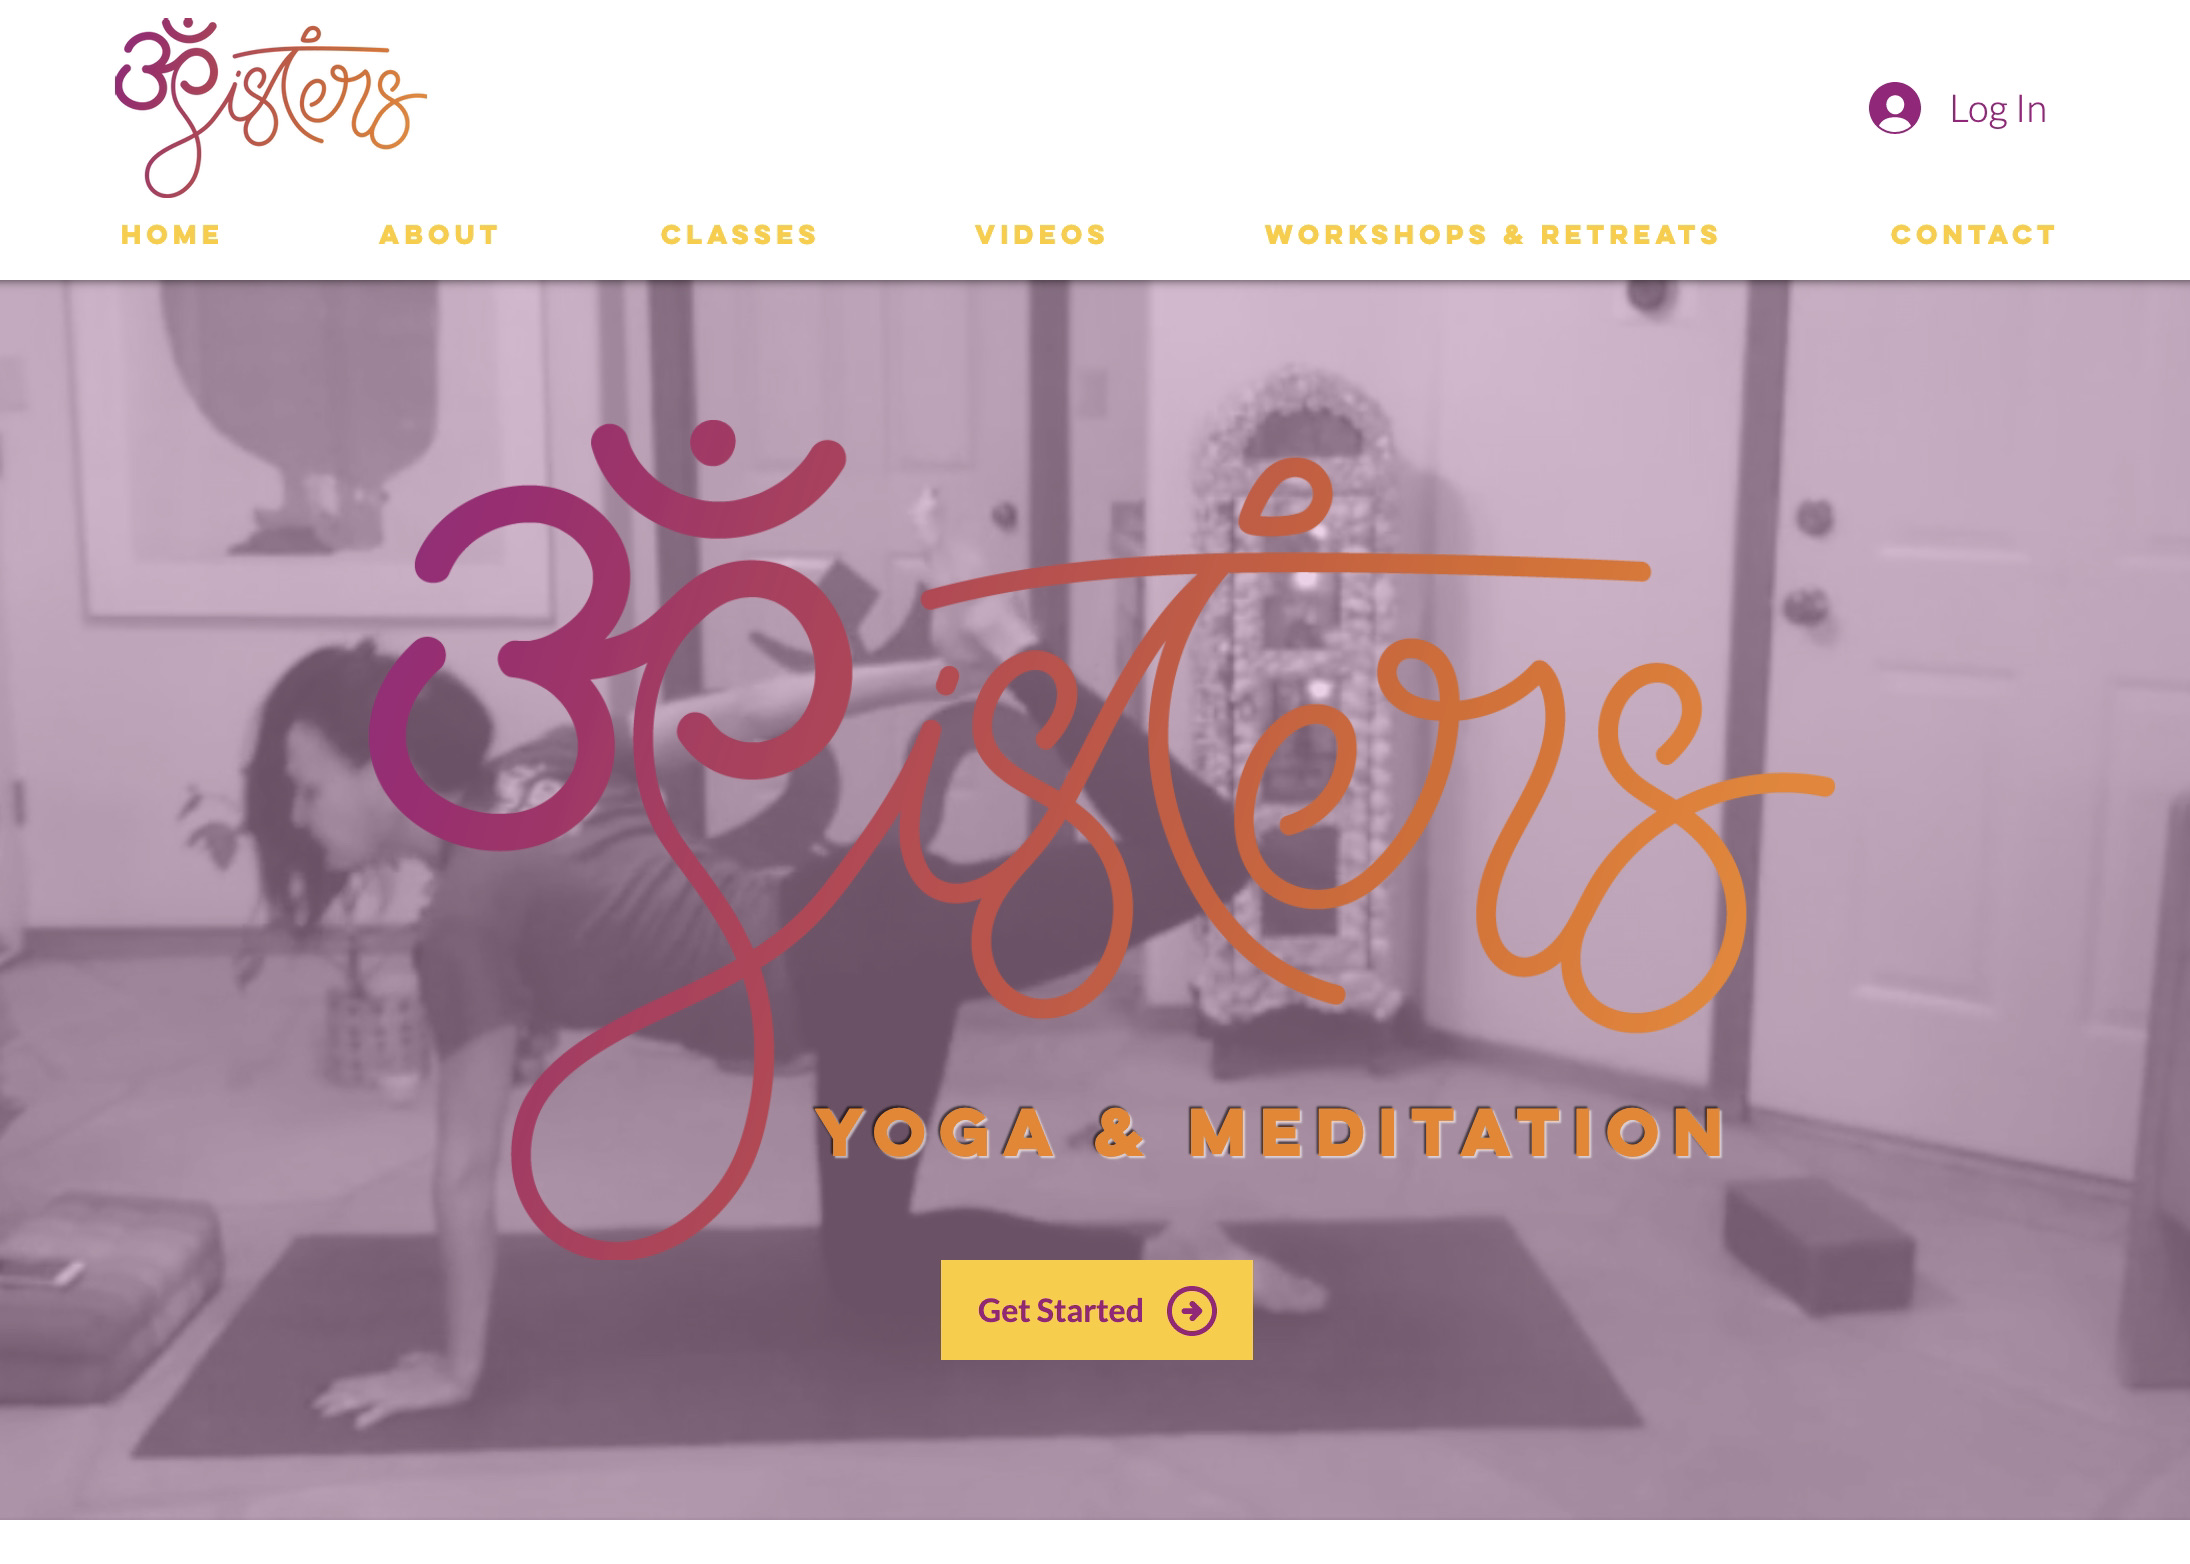 ॐSisters
Log In
HOME ABOUT CLASSES VIDEOS WORKSHOPS & RETREATS CONTACT
ॐSisters
YOGA & MEDITATION
Get Started